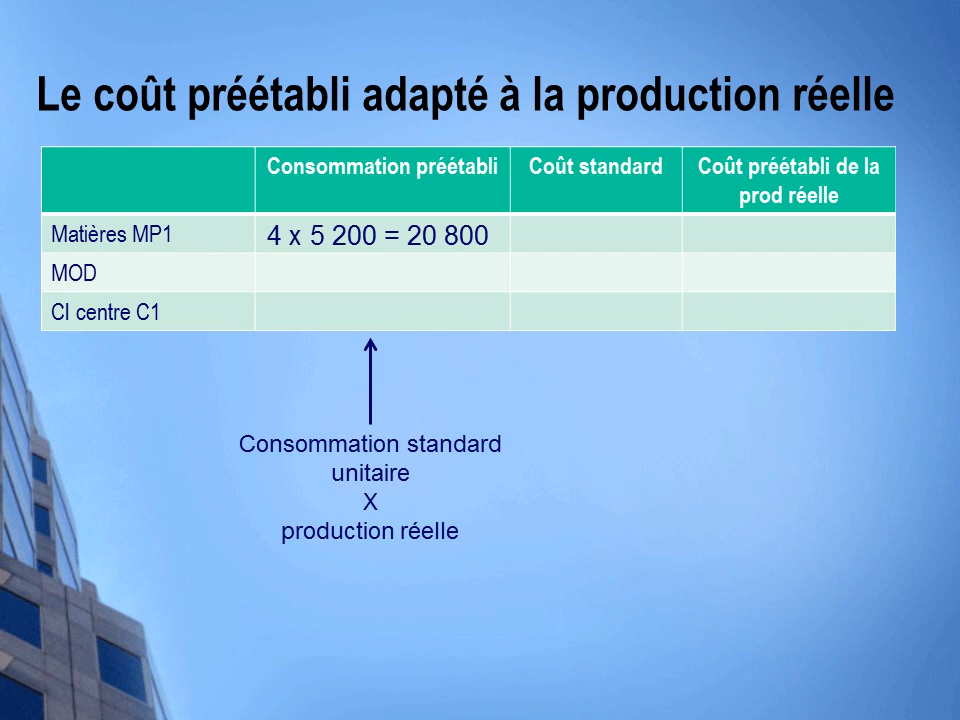 Le coût préétabli adapté à la production réelle
Consommation préétabli
Coût standard
Coût préétabli de la
prod réelle
Matières MP1
4 x 5 200 = 20 800
MOD
CI centre C1
Consommation standard
unitaire
X
production réelle